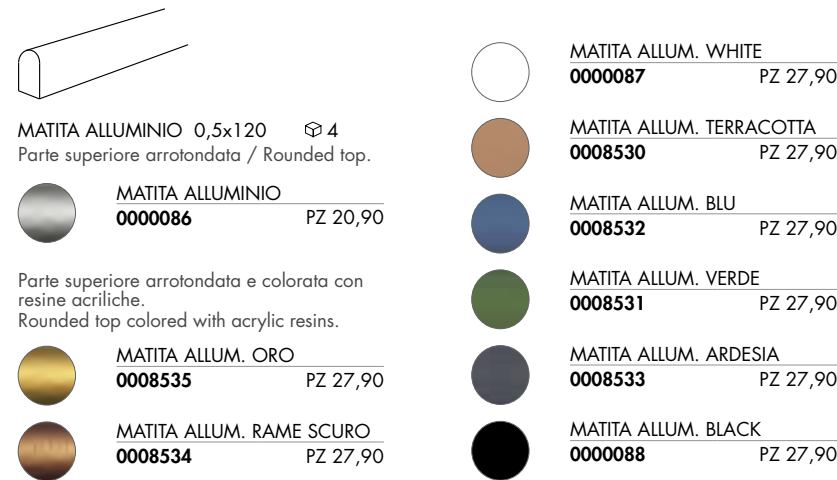 MATITA ALLUMINIO 0,5x120 4
Parte superiore arrotondata / Rounded top.
MATITA ALLUMINIO
0000086 PZ 20,90
Parte superiore arrotondata e colorata con
resine acriliche.
Rounded top colored with acrylic resins.
MATITA ALLUM. ORO
0008535 PZ 27,90
MATITA ALLUM. RAME SCURO
0008534 PZ 27,90
MATITA ALLUM. WHITE
0000087 PZ 27,90
MATITA ALLUM. TERRACOTTA
0008530 PZ 27,90
MATITA ALLUM. BLU
0008532 PZ 27,90
MATITA ALLUM. VERDE
0008531 PZ 27,90
MATITA ALLUM. ARDESIA
0008533 PZ 27,90
MATITA ALLUM. BLACK
0000088 PZ 27,90